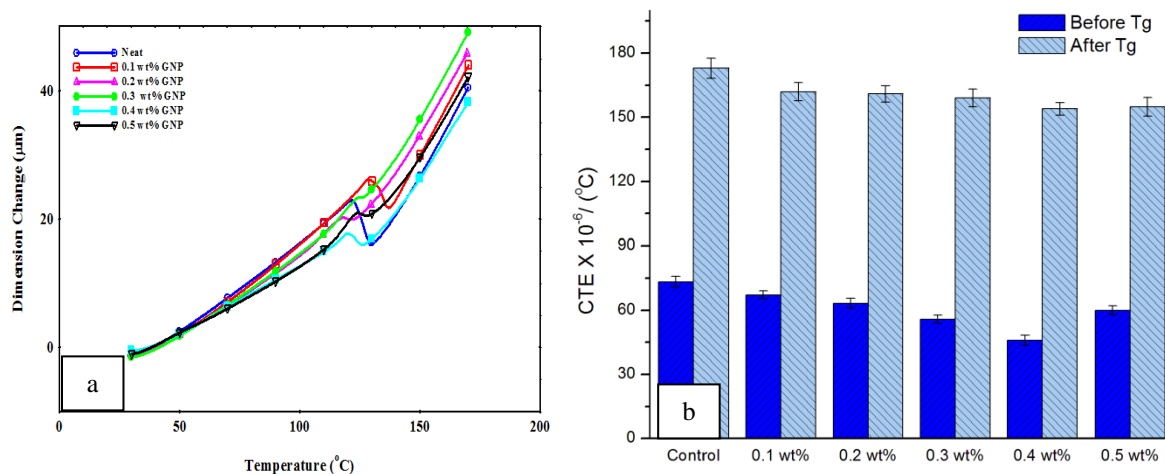 Neat
0.1 wt% GNP
0.2 wt% GNP
0.3 wt% GNP
0.4 wt% GNP
0.5 wt% GNP
40
20
0
Dimension Change (μm)
a
0 50 100 150 200
Temperature (°C)
Before Tg
After Tg
180
150
120
90
60
30
0
CTE X 10⁻⁶/ (°C)
b
Control 0.1 wt% 0.2 wt% 0.3 wt% 0.4 wt% 0.5 wt%